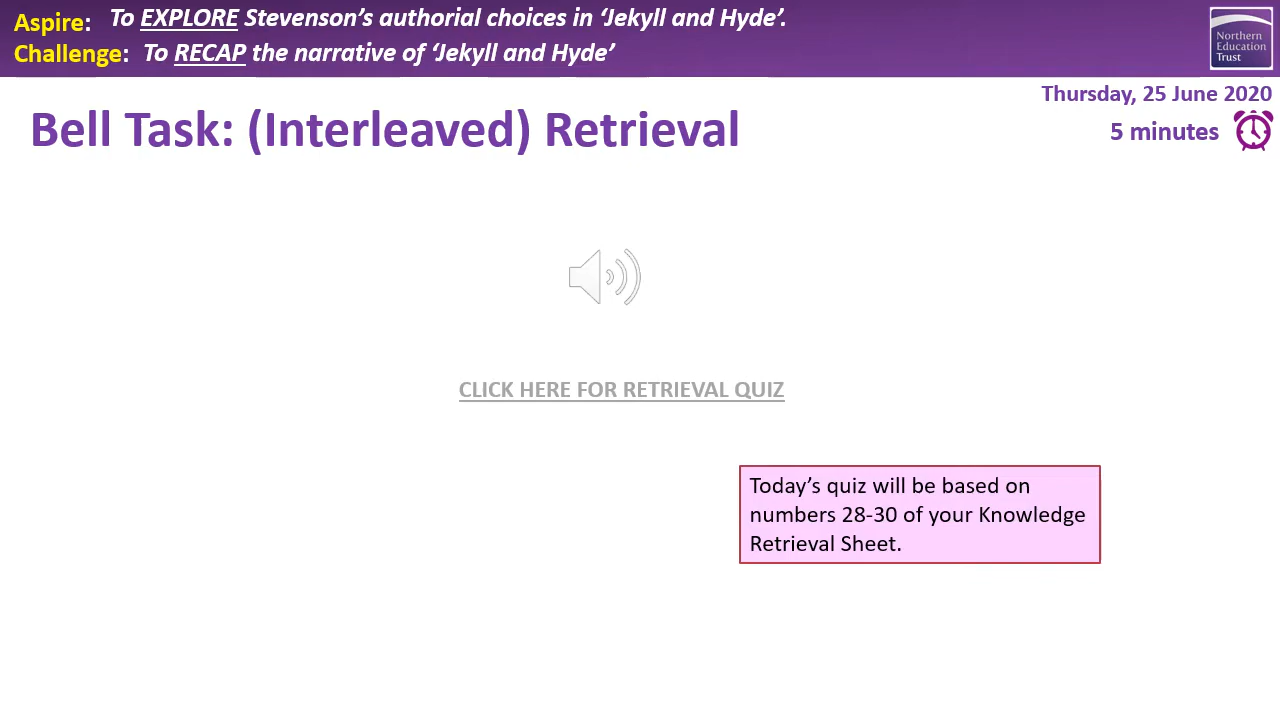 Aspire: To EXPLORE Stevenson's authorial choices in 'Jekyll and Hyde'.
Challenge: To RECAP the narrative of 'Jekyll and Hyde'
Northern
Education
Trust
Thursday, 25 June 2020
Bell Task: (Interleaved) Retrieval
5 minutes
CLICK HERE FOR RETRIEVAL QUIZ
Today's quiz will be based on
numbers 28-30 of your Knowledge
Retrieval Sheet.